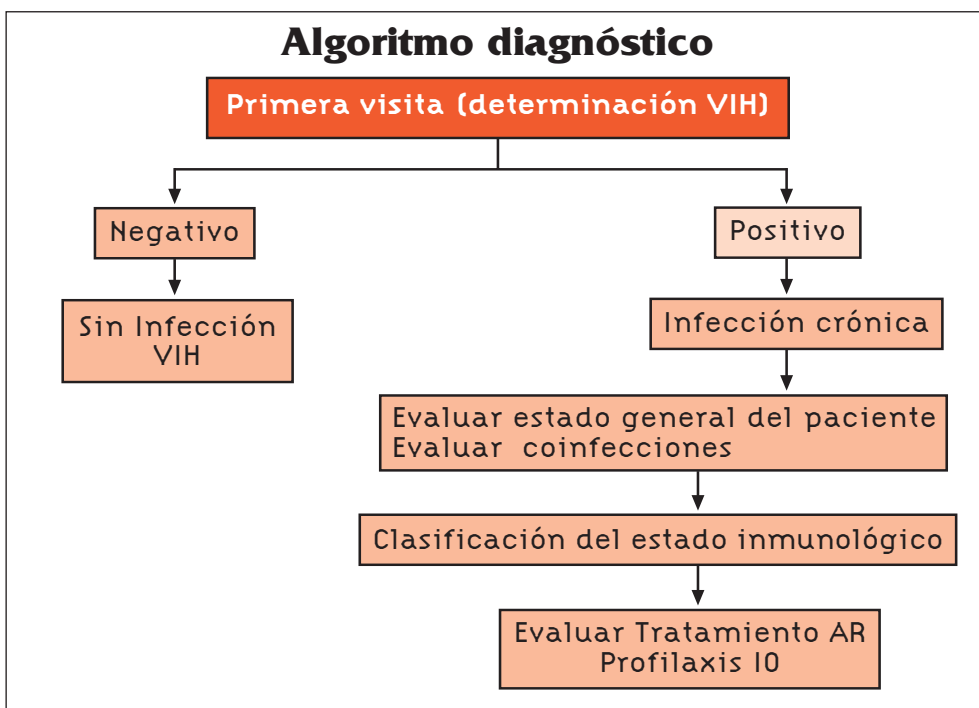 Algoritmo diagnóstico
Primera visita (determinación VIH)
Negativo
Positivo
Sin Infección
VIH
Infección crónica
Evaluar estado general del paciente
Evaluar coinfecciones
Clasificación del estado inmunológico
Evaluar Tratamiento AR
Profilaxis IO